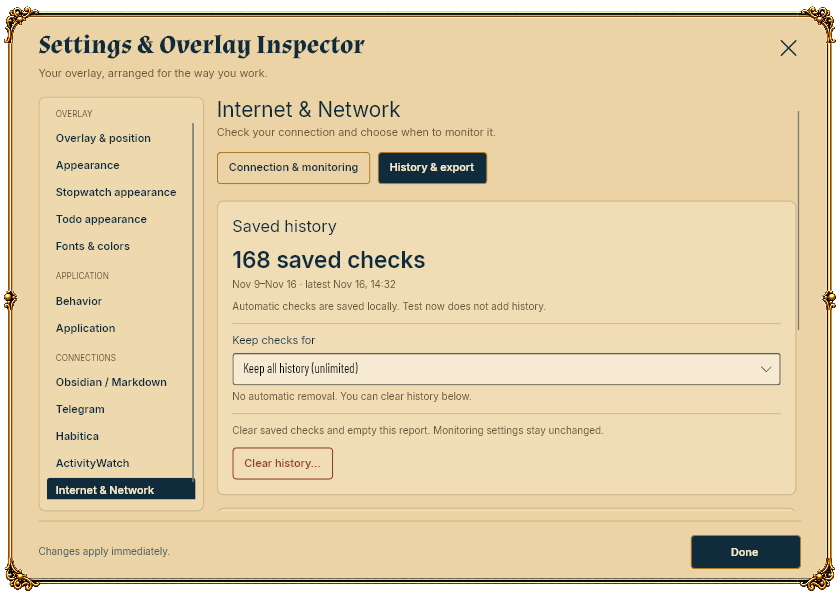 Settings & Overlay Inspector
Your overlay, arranged for the way you work.
OVERLAY
Overlay & position
Appearance
Stopwatch appearance
Todo appearance
Fonts & colors
APPLICATION
Behavior
Application
CONNECTIONS
Obsidian / Markdown
Telegram
Habitica
ActivityWatch
Internet & Network
Internet & Network
Check your connection and choose when to monitor it.
Connection & monitoring
History & export
Saved history
168 saved checks
Nov 9–Nov 16 · latest Nov 16, 14:32
Automatic checks are saved locally. Test now does not add history.
Keep checks for
Keep all history (unlimited)
No automatic removal. You can clear history below.
Clear saved checks and empty this report. Monitoring settings stay unchanged.
Clear history...
Changes apply immediately.
Done